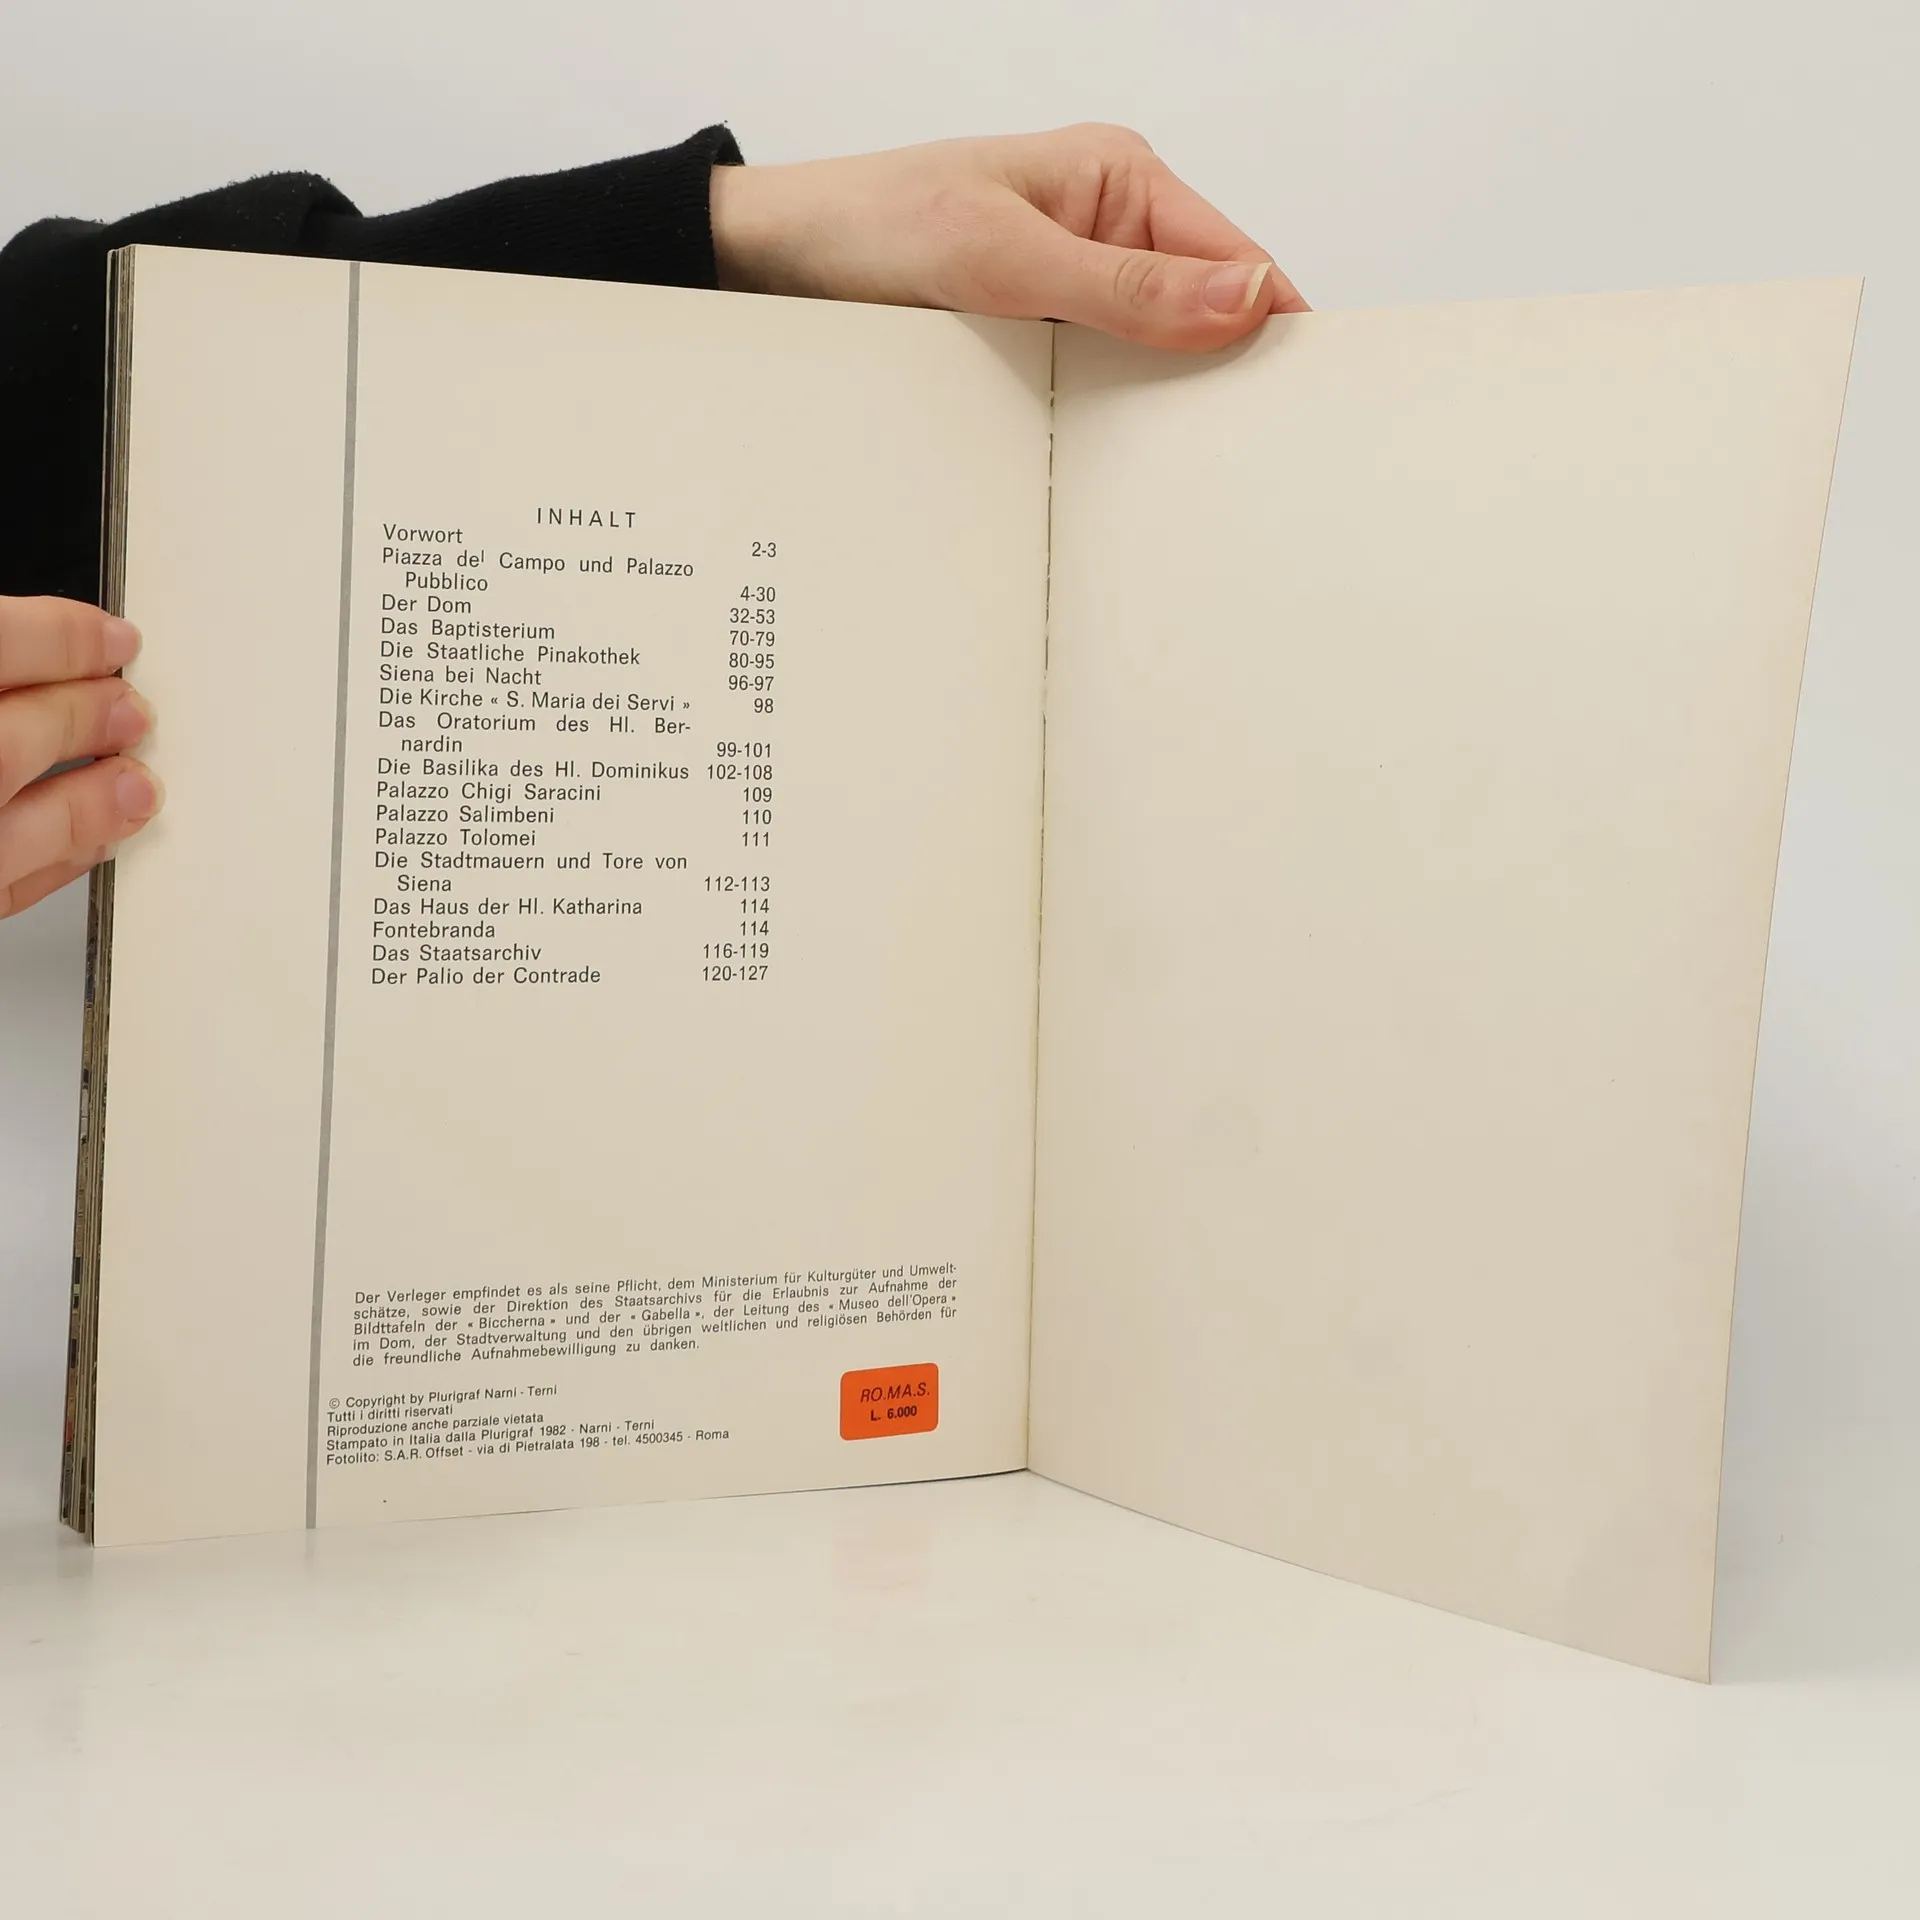 INHALT
Vorwort 2-3
Piazza del Campo und Palazzo
Pubblico 4-30
Der Dom 32-53
Das Baptisterium 70-79
Die Staatliche Pinakothek 80-95
Siena bei Nacht 96-97
Die Kirche « S. Maria dei Servi » 98
Das Oratorium des Hl. Ber-
nardin 99-101
Die Basilika des Hl. Dominikus 102-108
Palazzo Chigi Saracini 109
Palazzo Salimbeni 110
Palazzo Tolomei 111
Die Stadtmauern und Tore von
Siena 112-113
Das Haus der Hl. Katharina 114
Fontebranda 114
Das Staatsarchiv 116-119
Der Palio der Contrade 120-127
Der Verleger empfindet es als seine Pflicht, dem Ministerium für Kulturgüter und Umwelt-
schätze, sowie der Direktion des Staatsarchivs für die Erlaubnis zur Aufnahme der
Bildttafeln der « Biccherna » und der « Gabella », der Leitung des « Museo dell'Opera »
im Dom, der Stadtverwaltung und den übrigen weltlichen und religiösen Behörden für
die freundliche Aufnahmebewilligung zu danken.
© Copyright by Plurigraf Narni - Terni
Tutti i diritti riservati
Riproduzione anche parziale vietata
Stampato in Italia dalla Plurigraf 1982 - Narni - Terni
Fotolito: S.A.R. Offset - via di Pietralata 198 - tel. 4500345 - Roma
RO.MA.S.
L. 6.000